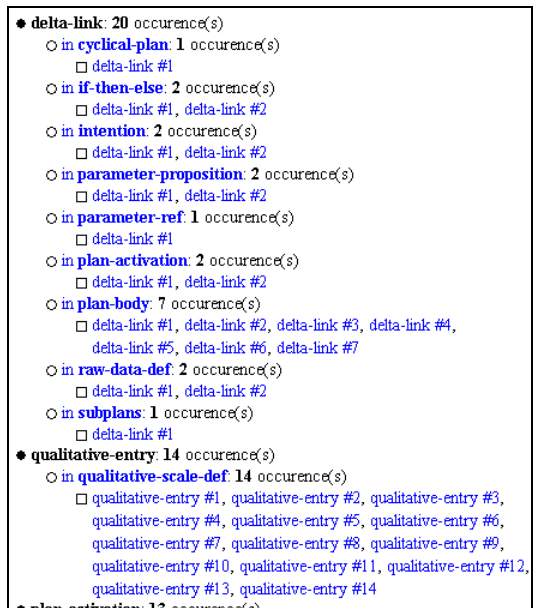 delta-link: 20 occurence(s)
in cyclical-plan: 1 occurence(s)
delta-link #1
in if-then-else: 2 occurence(s)
delta-link #1, delta-link #2
in intention: 2 occurence(s)
delta-link #1, delta-link #2
in parameter-proposition: 2 occurence(s)
delta-link #1, delta-link #2
in parameter-ref: 1 occurence(s)
delta-link #1
in plan-activation: 2 occurence(s)
delta-link #1, delta-link #2
in plan-body: 7 occurence(s)
delta-link #1, delta-link #2, delta-link #3, delta-link #4,
delta-link #5, delta-link #6, delta-link #7
in raw-data-def: 2 occurence(s)
delta-link #1, delta-link #2
in subplans: 1 occurence(s)
delta-link #1
qualitative-entry: 14 occurence(s)
in qualitative-scale-def: 14 occurence(s)
qualitative-entry #1, qualitative-entry #2, qualitative-entry #3,
qualitative-entry #4, qualitative-entry #5, qualitative-entry #6,
qualitative-entry #7, qualitative-entry #8, qualitative-entry #9,
qualitative-entry #10, qualitative-entry #11, qualitative-entry #12,
qualitative-entry #13, qualitative-entry #14
plan-activation: 13 occurence(s)